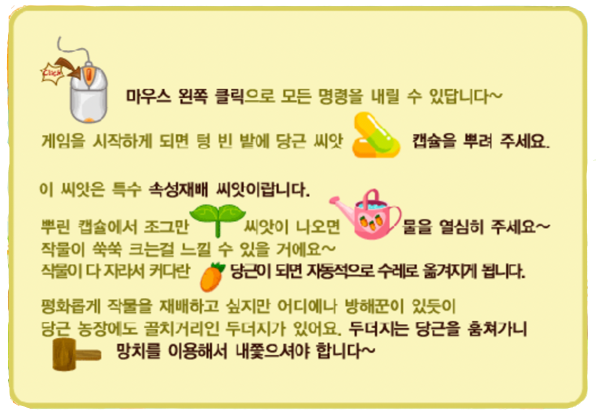 Click
마우스 왼쪽 클릭으로 모든 명령을 내릴 수 있답니다~
게임을 시작하게 되면 텅 빈 밭에 당근 씨앗 캡슐을 뿌려 주세요.
이 씨앗은 특수 속성재배 씨앗이랍니다.
뿌린 캡슐에서 조그만 씨앗이 나오면 물을 열심히 주세요~
작물이 쑥쑥 크는걸 느낄 수 있을 거에요~
작물이 다 자라서 커다란 당근이 되면 자동적으로 수레로 옮겨지게 됩니다.
평화롭게 작물을 재배하고 싶지만 어디에나 방해꾼이 있듯이
당근 농장에도 골치거리인 두더지가 있어요. 두더지는 당근을 훔쳐가니
망치를 이용해서 내쫓으셔야 합니다~